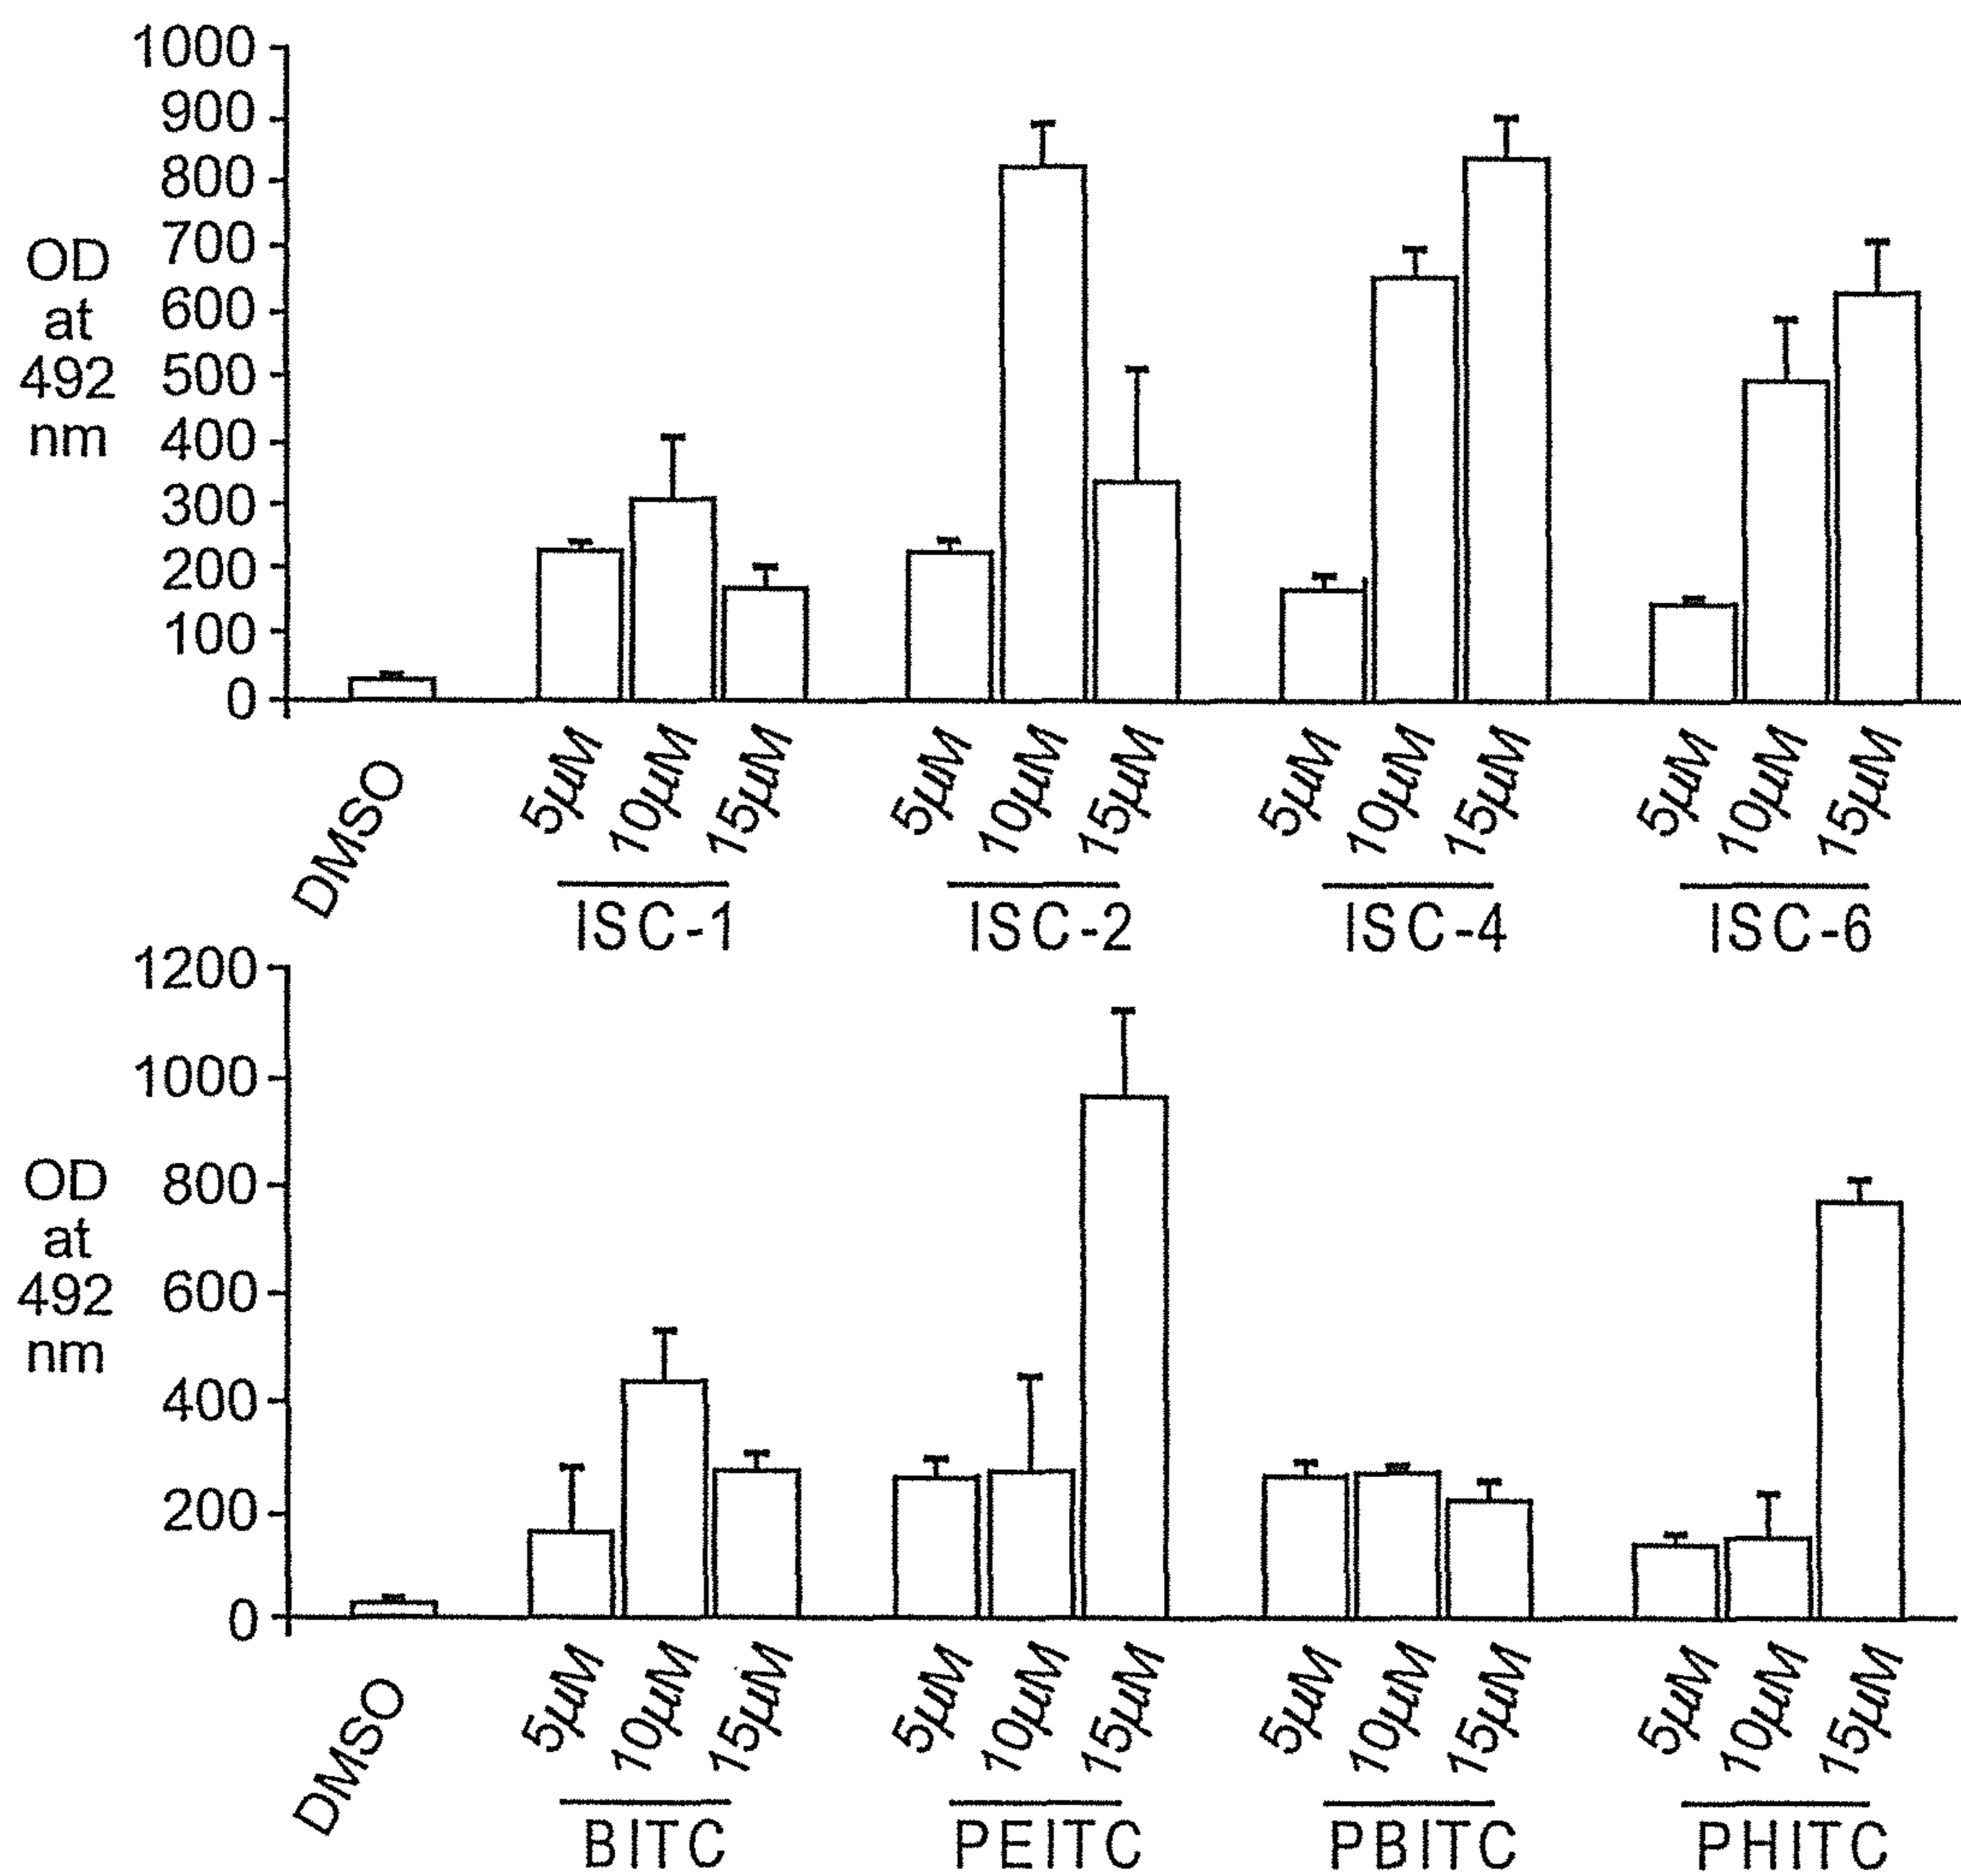 1000
900
800
700
600
500
400
300
200
100
0
OD
at
492
nm
DMSO
5µM 10µM 15µM 5µM 10µM 15µM 5µM 10µM 15µM 5µM 10µM 15µM
ISC-1 ISC-2 ISC-4 ISC-6
1200
1000
800
600
400
200
0
OD
at
492
nm
DMSO
5µM 10µM 15µM 5µM 10µM 15µM 5µM 10µM 15µM 5µM 10µM 15µM
BITC PEITC PBITC PHITC